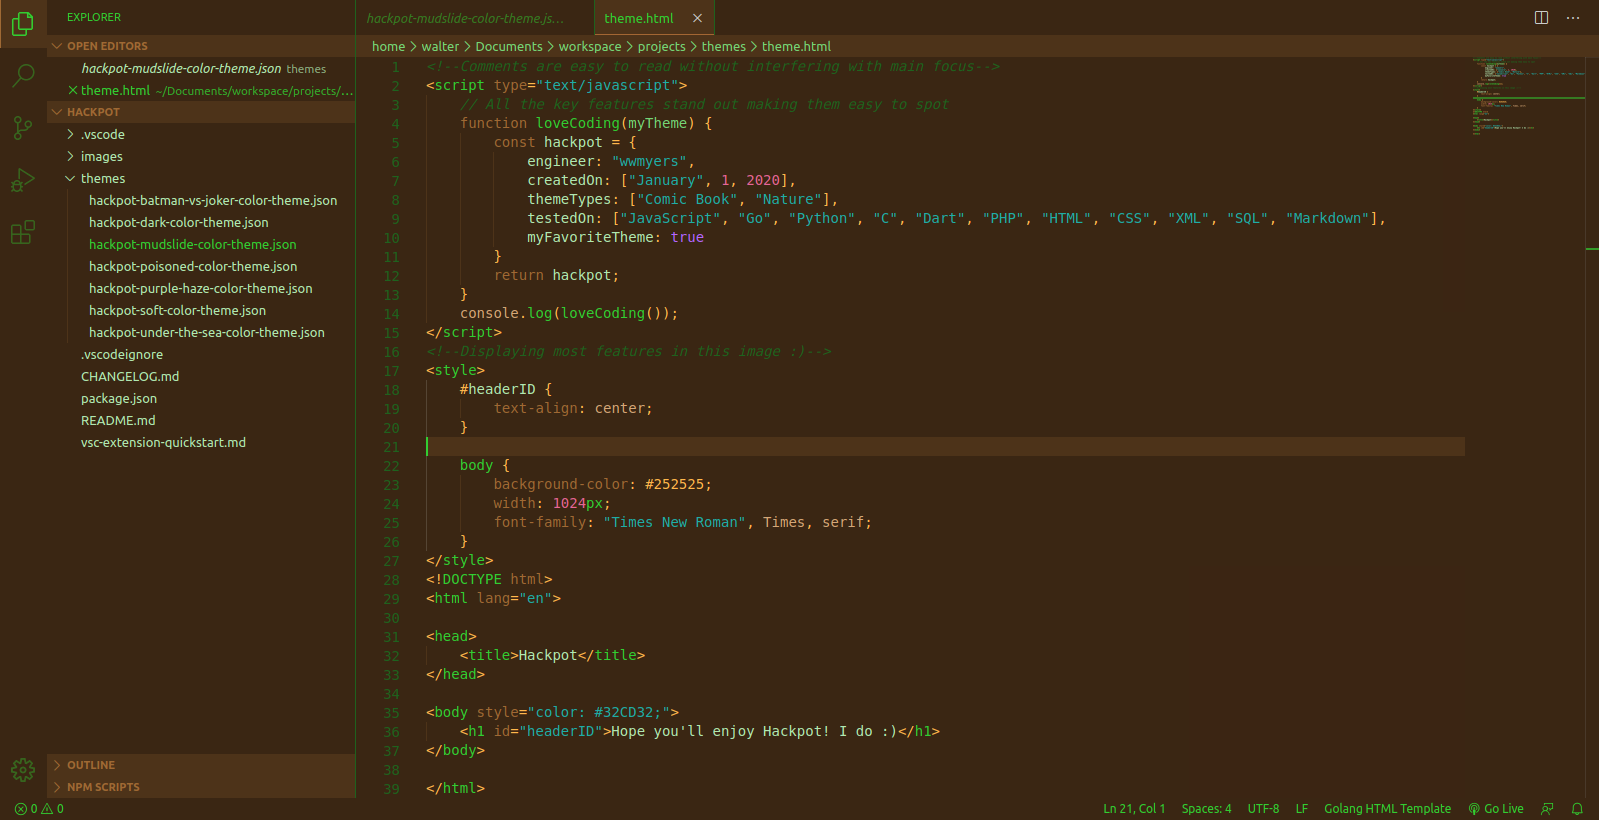 EXPLORER
OPEN EDITORS
hackpot-mudslide-color-theme.json themes
theme.html ~/Documents/workspace/projects/...
HACKPOT
.vscode
images
themes
hackpot-batman-vs-joker-color-theme.json
hackpot-dark-color-theme.json
hackpot-mudslide-color-theme.json
hackpot-poisoned-color-theme.json
hackpot-purple-haze-color-theme.json
hackpot-soft-color-theme.json
hackpot-under-the-sea-color-theme.json
.vscodeignore
CHANGELOG.md
package.json
README.md
vsc-extension-quickstart.md
OUTLINE
NPM SCRIPTS
hackpot-mudslide-color-theme.js... theme.html
home > walter > Documents > workspace > projects > themes > theme.html
1 <!--Comments are easy to read without interfering with main focus-->
2 <script type="text/javascript">
3     // All the key features stand out making them easy to spot
4     function loveCoding(myTheme) {
5         const hackpot = {
6             engineer: "wwmyers",
7             createdOn: ["January", 1, 2020],
8             themeTypes: ["Comic Book", "Nature"],
9             testedOn: ["JavaScript", "Go", "Python", "C", "Dart", "PHP", "HTML", "CSS", "XML", "SQL", "Markdown"],
10             myFavoriteTheme: true
11         }
12         return hackpot;
13     }
14     console.log(loveCoding());
15 </script>
16 <!--Displaying most features in this image :)-->
17 <style>
18     #headerID {
19         text-align: center;
20     }
21
22     body {
23         background-color: #252525;
24         width: 1024px;
25         font-family: "Times New Roman", Times, serif;
26     }
27 </style>
28 <!DOCTYPE html>
29 <html lang="en">
30
31 <head>
32     <title>Hackpot</title>
33 </head>
34
35 <body style="color: #32CD32;">
36     <h1 id="headerID">Hope you'll enjoy Hackpot! I do :)</h1>
37 </body>
38
39 </html>
0 0 Ln 21, Col 1 Spaces: 4 UTF-8 LF Golang HTML Template Go Live